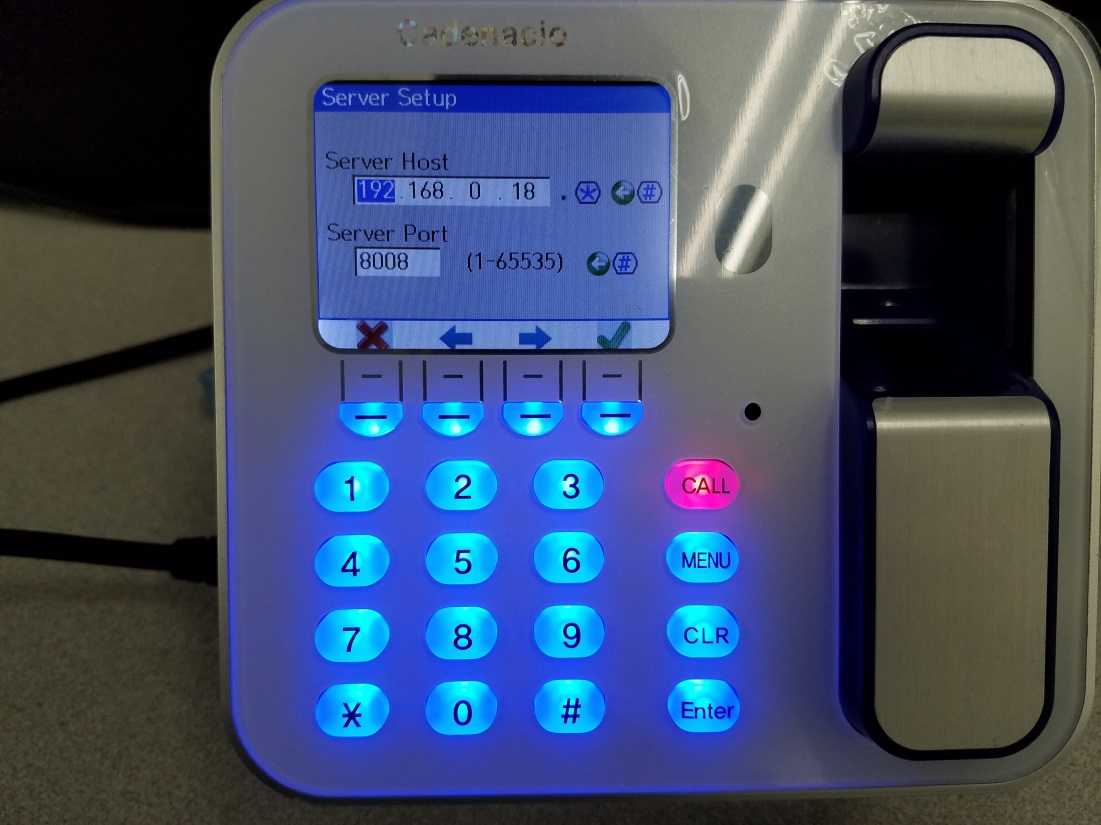 Cadenacio
Server Setup
Server Host
192.168.0.18 . * #
Server Port
8008 (1-65535) #
1 2 3 CALL
4 5 6 MENU
7 8 9 CLR
* 0 # Enter